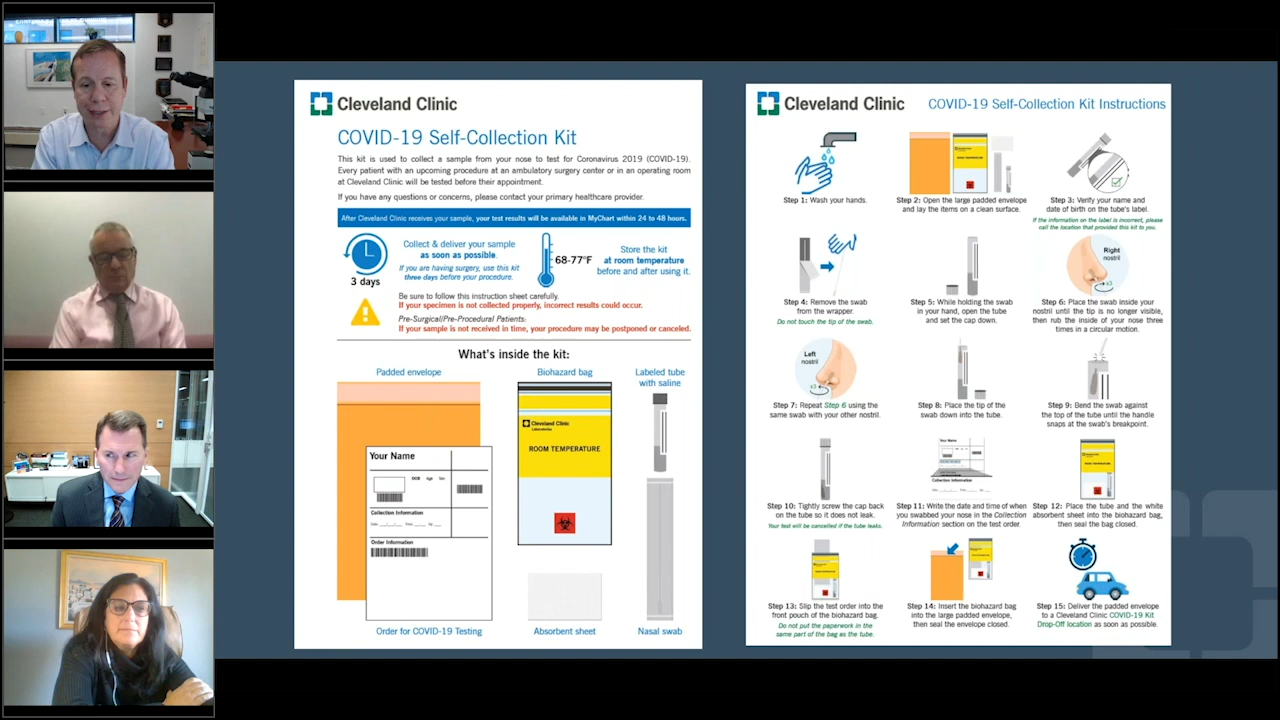 Cleveland Clinic
COVID-19 Self-Collection Kit
This kit is used to collect a sample from your nose to test for Coronavirus 2019 (COVID-19).
Every patient with an upcoming procedure at an ambulatory surgery center or in an operating room
at Cleveland Clinic will be tested before their appointment.
If you have any questions or concerns, please contact your primary healthcare provider.
After Cleveland Clinic receives your sample, your test results will be available in MyChart within 24 to 48 hours.
3 days
Collect & deliver your sample
as soon as possible.
If you are having surgery, use this kit
three days before your procedure.
68-77°F
Store the kit
at room temperature
before and after using it.
Be sure to follow this instruction sheet carefully.
If your specimen is not collected properly, incorrect results could occur.
Pre-Surgical/Pre-Procedural Patients:
If your sample is not received in time, your procedure may be postponed or canceled.
What's inside the kit:
Padded envelope
Your Name
DOB Age Sex
Collection Information
Order Information
Order for COVID-19 Testing
Biohazard bag
Cleveland Clinic
Laboratories
ROOM TEMPERATURE
Absorbent sheet
Labeled tube
with saline
Nasal swab
Cleveland Clinic
COVID-19 Self-Collection Kit Instructions
Step 1: Wash your hands.
ROOM TEMPERATURE
Step 2: Open the large padded envelope
and lay the items on a clean surface.
Step 3: Verify your name and
date of birth on the tube's label.
If the information on the label is incorrect, please
call the location that provided this kit to you.
Step 4: Remove the swab
from the wrapper.
Do not touch the tip of the swab.
Step 5: While holding the swab
in your hand, open the tube
and set the cap down.
Right
nostril
x3
Step 6: Place the swab inside your
nostril until the tip is no longer visible,
then rub the inside of your nose three
times in a circular motion.
Left
nostril
x3
Step 7: Repeat Step 6 using the
same swab with your other nostril.
Step 8: Place the tip of the
swab down into the tube.
Step 9: Bend the swab against
the top of the tube until the handle
snaps at the swab's breakpoint.
Step 10: Tightly screw the cap back
on the tube so it does not leak.
Your test will be cancelled if the tube leaks.
Your Name
Collection Information
Step 11: Write the date and time of when
you swabbed your nose in the Collection
Information section on the test order.
ROOM TEMPERATURE
Step 12: Place the tube and the white
absorbent sheet into the biohazard bag,
then seal the bag closed.
Step 13: Slip the test order into the
front pouch of the biohazard bag.
Do not put the paperwork in the
same part of the bag as the tube.
Step 14: Insert the biohazard bag
into the large padded envelope,
then seal the envelope closed.
Step 15: Deliver the padded envelope
to a Cleveland Clinic COVID-19 Kit
Drop-Off location as soon as possible.